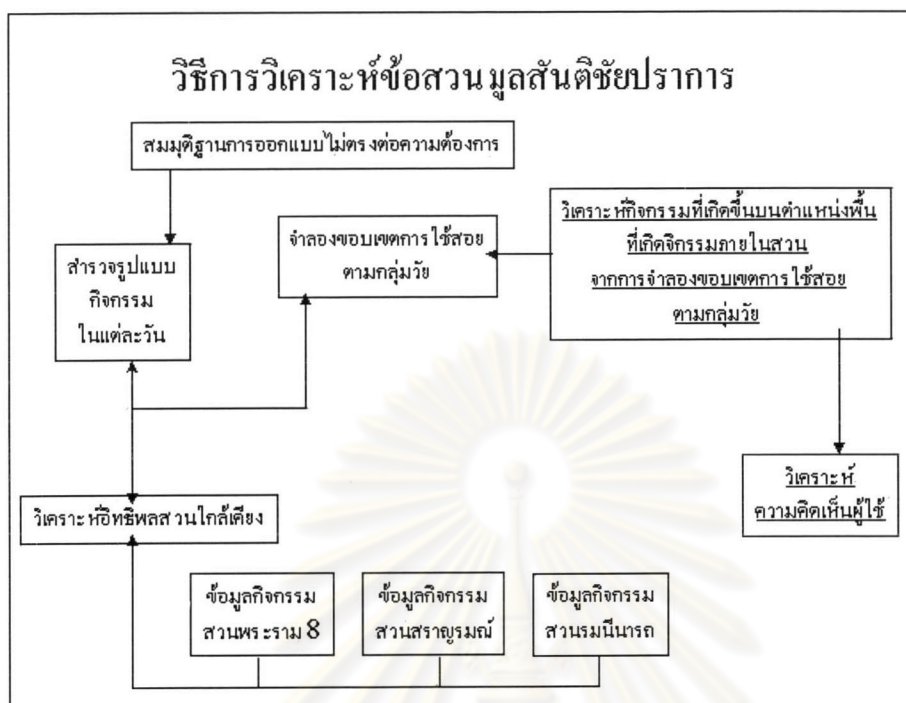 วิธีการวิเคราะห์ข้อสวน มูลสันติชัยปราการ
สมมุติฐานการออกแบบไม่ตรงต่อความต้องการ
สำรวจรูปแบบ
กิจกรรม
ในแต่ละวัน
จำลองขอบเขตการใช้สอย
ตามกลุ่มวัย
วิเคราะห์กิจกรรมที่เกิดขึ้นบนตำแหน่งพื้น
ที่เกิดจิกรรมภายในสวน
จากการจำลองขอบเขตการใช้สอย
ตามกลุ่มวัย
วิเคราะห์อิทธิพลสวนใกล้เคียง
วิเคราะห์
ความคิดเห็นผู้ใช้
ข้อมูลกิจกรรม
สวนพระราม 8
ข้อมูลกิจกรรม
สวนสราญรมณ์
ข้อมูลกิจกรรม
สวนรมนีนารถ